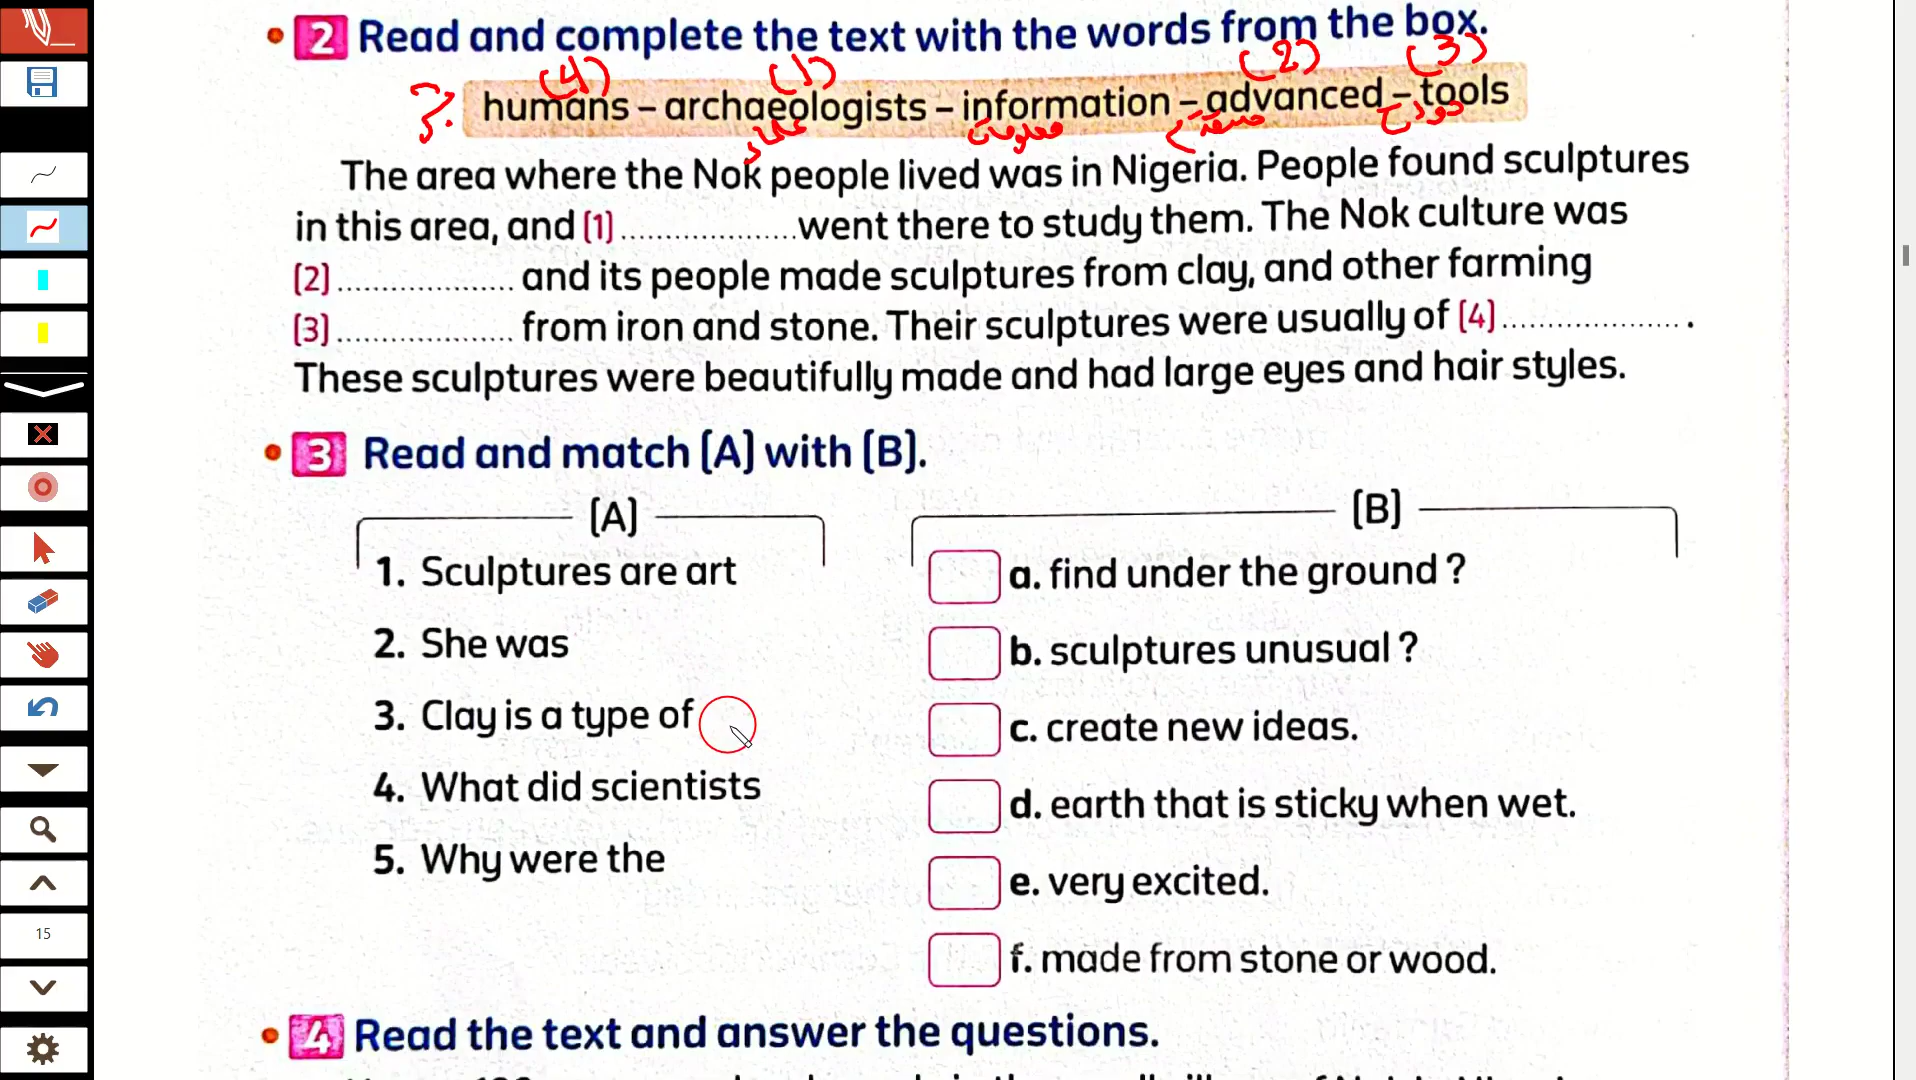 2 Read and complete the text with the words from the box.
(4) (1) (2) (3)
humans – archaeologists – information – advanced – tools
The area where the Nok people lived was in Nigeria. People found sculptures
in this area, and (1) .................... went there to study them. The Nok culture was
(2) .................... and its people made sculptures from clay, and other farming
(3) .................... from iron and stone. Their sculptures were usually of (4) .................... .
These sculptures were beautifully made and had large eyes and hair styles.
3 Read and match (A) with (B).
(A) (B)
1. Sculptures are art a. find under the ground ?
2. She was b. sculptures unusual ?
3. Clay is a type of c. create new ideas.
4. What did scientists d. earth that is sticky when wet.
5. Why were the e. very excited.
f. made from stone or wood.
4 Read the text and answer the questions.
15